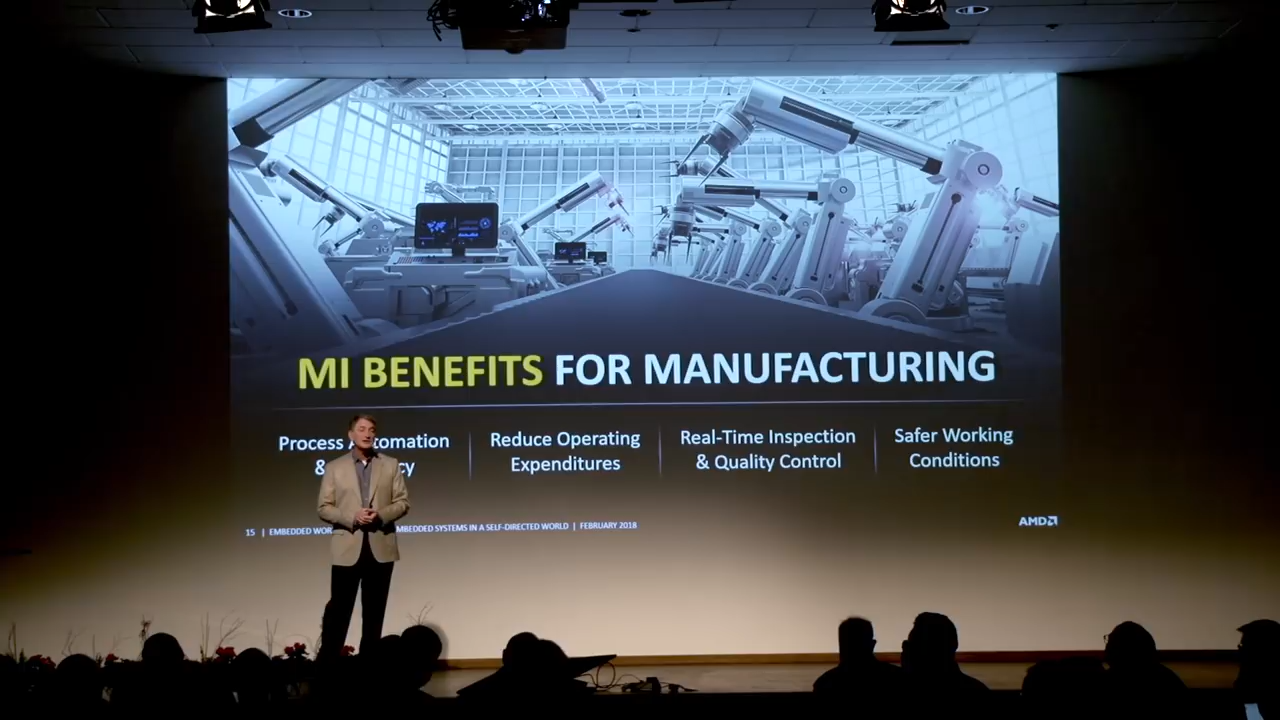 MI BENEFITS FOR MANUFACTURING
Process
Reduce Operating
Expenditures
Real-Time Inspection
& Quality Control
Safer Working
Conditions
&
15 | EMBEDDED SYSTEMS IN A SELF-DIRECTED WORLD | FEBRUARY 2018
AMD